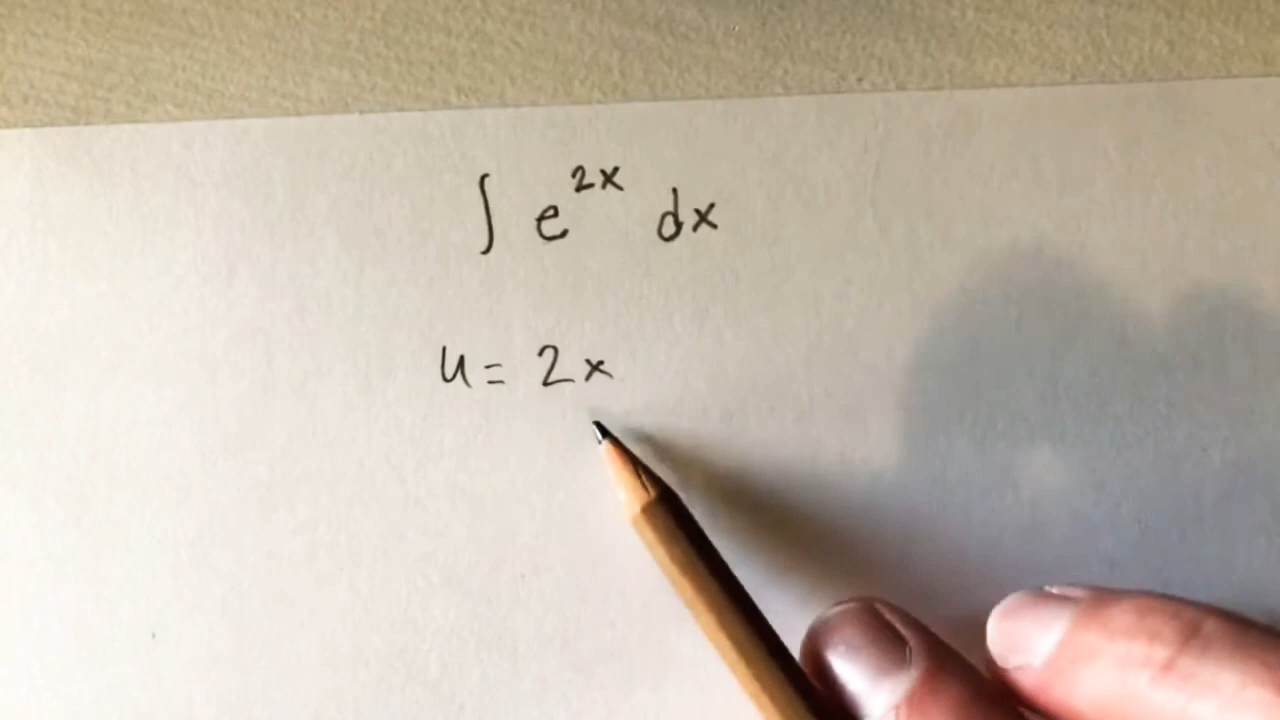 ∫ e^{2x} dx
u = 2x